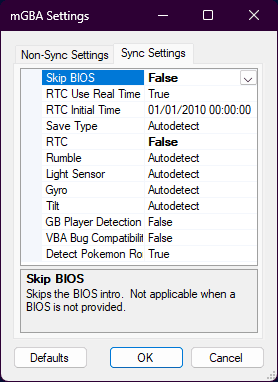 mGBA Settings
Non-Sync Settings
Sync Settings
Skip BIOS False
RTC Use Real Time True
RTC Initial Time 01/01/2010 00:00:00
Save Type Autodetect
RTC False
Rumble Autodetect
Light Sensor Autodetect
Gyro Autodetect
Tilt Autodetect
GB Player Detection False
VBA Bug Compatibili False
Detect Pokemon Ro True
Skip BIOS
Skips the BIOS intro. Not applicable when a
BIOS is not provided.
Defaults
OK
Cancel